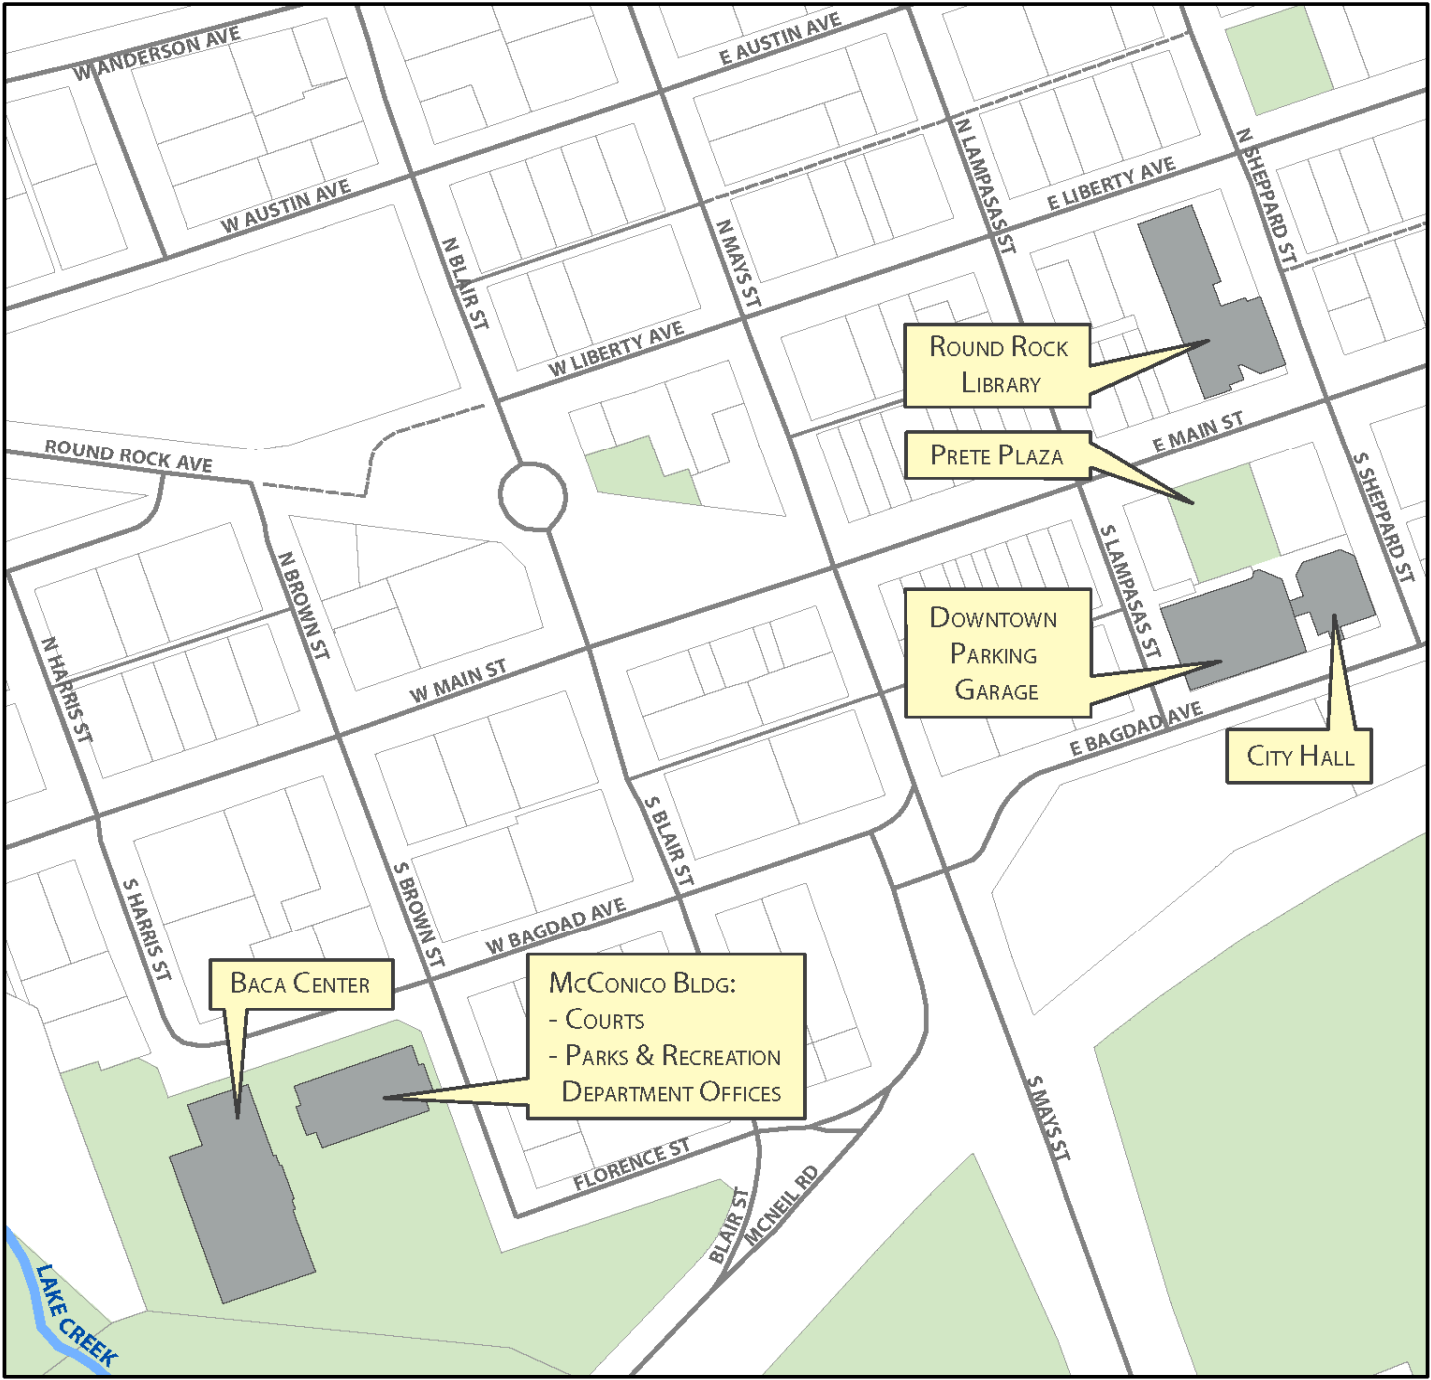 W ANDERSON AVE
E AUSTIN AVE
N LAMPASAS ST
N SHEPPARD ST
E LIBERTY AVE
W AUSTIN AVE
N BLAIR ST
N MAYS ST
W LIBERTY AVE
ROUND ROCK
LIBRARY
E MAIN ST
ROUND ROCK AVE
PRETE PLAZA
S SHEPPARD ST
S LAMPASAS ST
N BROWN ST
N HARRIS ST
DOWNTOWN
PARKING
GARAGE
W MAIN ST
E BAGDAD AVE
CITY HALL
S BLAIR ST
S BROWN ST
S HARRIS ST
W BAGDAD AVE
BACA CENTER
MCCONICO BLDG:
- COURTS
- PARKS & RECREATION
DEPARTMENT OFFICES
S MAYS ST
FLORENCE ST
BLAIR ST
MCNEIL RD
LAKE CREEK